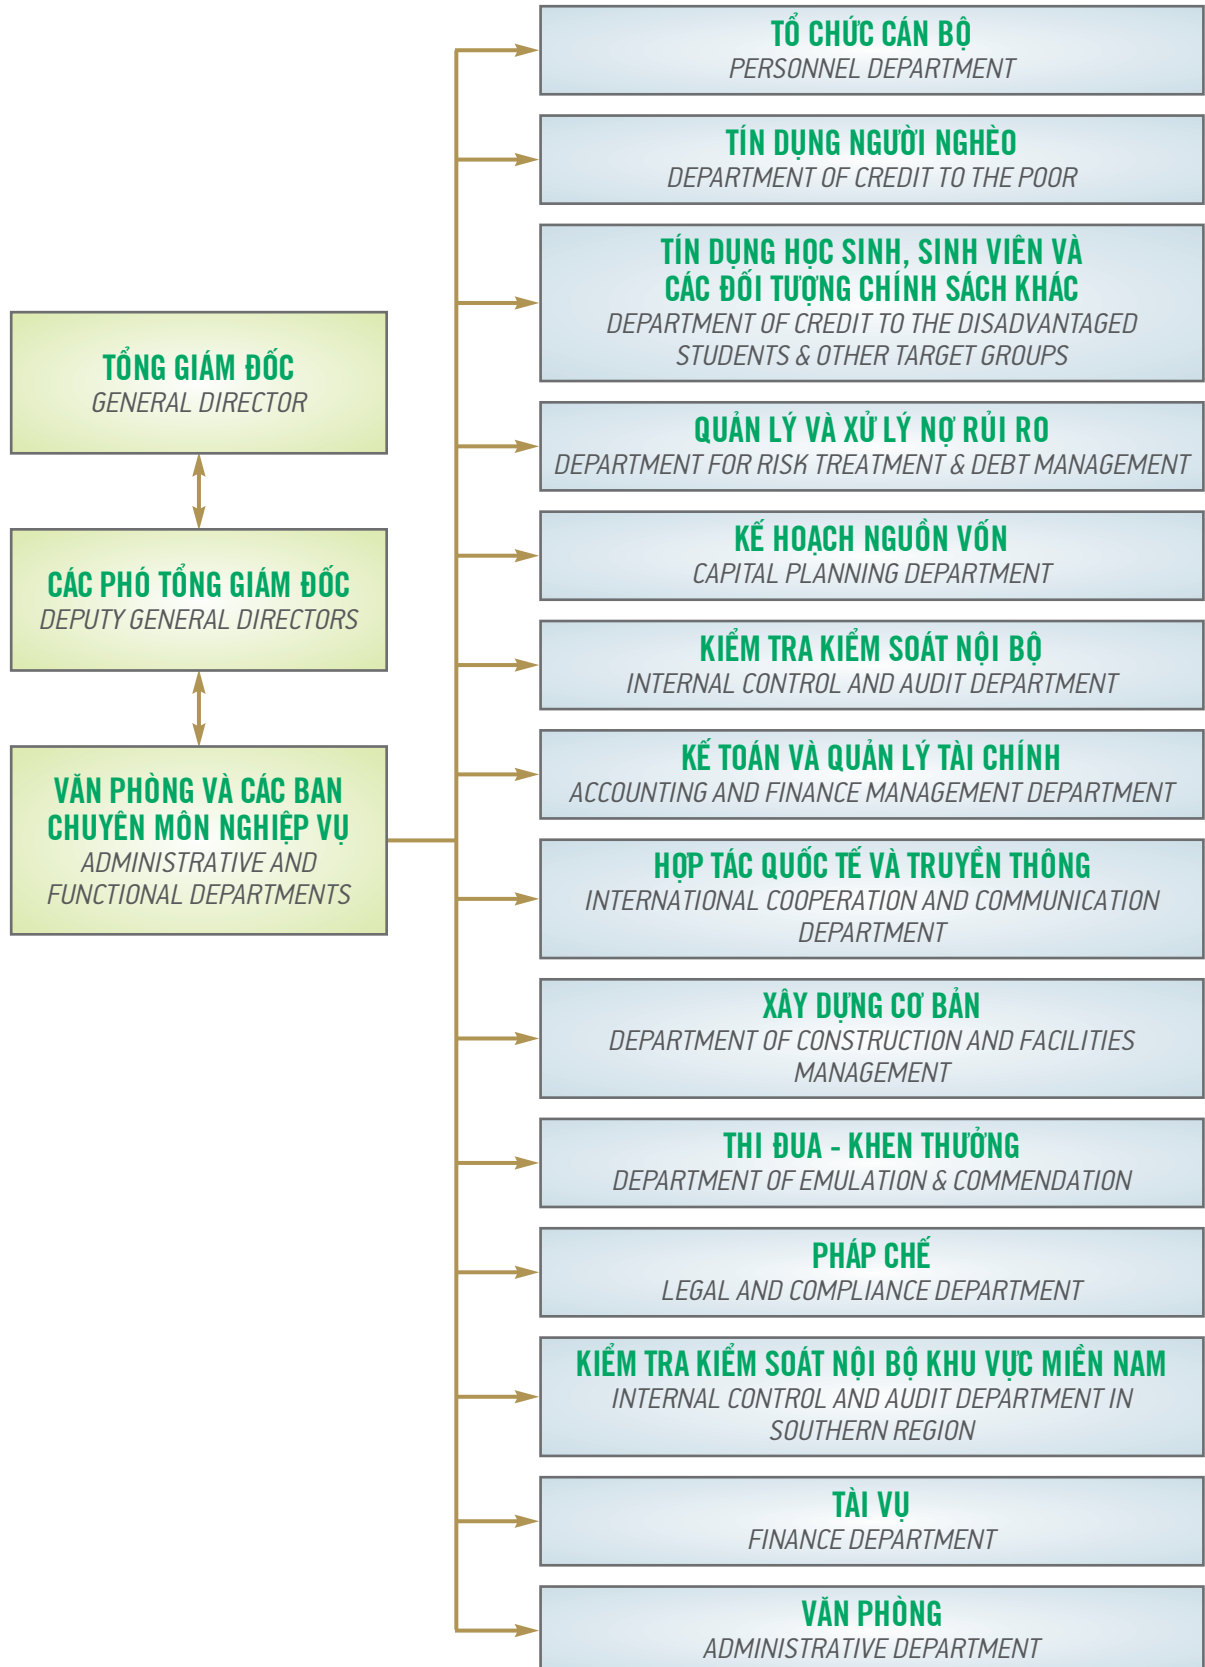 TỔNG GIÁM ĐỐC
GENERAL DIRECTOR
CÁC PHÓ TỔNG GIÁM ĐỐC
DEPUTY GENERAL DIRECTORS
VĂN PHÒNG VÀ CÁC BAN
CHUYÊN MÔN NGHIỆP VỤ
ADMINISTRATIVE AND
FUNCTIONAL DEPARTMENTS
TỔ CHỨC CÁN BỘ
PERSONNEL DEPARTMENT
TÍN DỤNG NGƯỜI NGHÈO
DEPARTMENT OF CREDIT TO THE POOR
TÍN DỤNG HỌC SINH, SINH VIÊN VÀ
CÁC ĐỐI TƯỢNG CHÍNH SÁCH KHÁC
DEPARTMENT OF CREDIT TO THE DISADVANTAGED
STUDENTS & OTHER TARGET GROUPS
QUẢN LÝ VÀ XỬ LÝ NỢ RỦI RO
DEPARTMENT FOR RISK TREATMENT & DEBT MANAGEMENT
KẾ HOẠCH NGUỒN VỐN
CAPITAL PLANNING DEPARTMENT
KIỂM TRA KIỂM SOÁT NỘI BỘ
INTERNAL CONTROL AND AUDIT DEPARTMENT
KẾ TOÁN VÀ QUẢN LÝ TÀI CHÍNH
ACCOUNTING AND FINANCE MANAGEMENT DEPARTMENT
HỢP TÁC QUỐC TẾ VÀ TRUYỀN THÔNG
INTERNATIONAL COOPERATION AND COMMUNICATION
DEPARTMENT
XÂY DỰNG CƠ BẢN
DEPARTMENT OF CONSTRUCTION AND FACILITIES
MANAGEMENT
THI ĐUA - KHEN THƯỞNG
DEPARTMENT OF EMULATION & COMMENDATION
PHÁP CHẾ
LEGAL AND COMPLIANCE DEPARTMENT
KIỂM TRA KIỂM SOÁT NỘI BỘ KHU VỰC MIỀN NAM
INTERNAL CONTROL AND AUDIT DEPARTMENT IN
SOUTHERN REGION
TÀI VỤ
FINANCE DEPARTMENT
VĂN PHÒNG
ADMINISTRATIVE DEPARTMENT